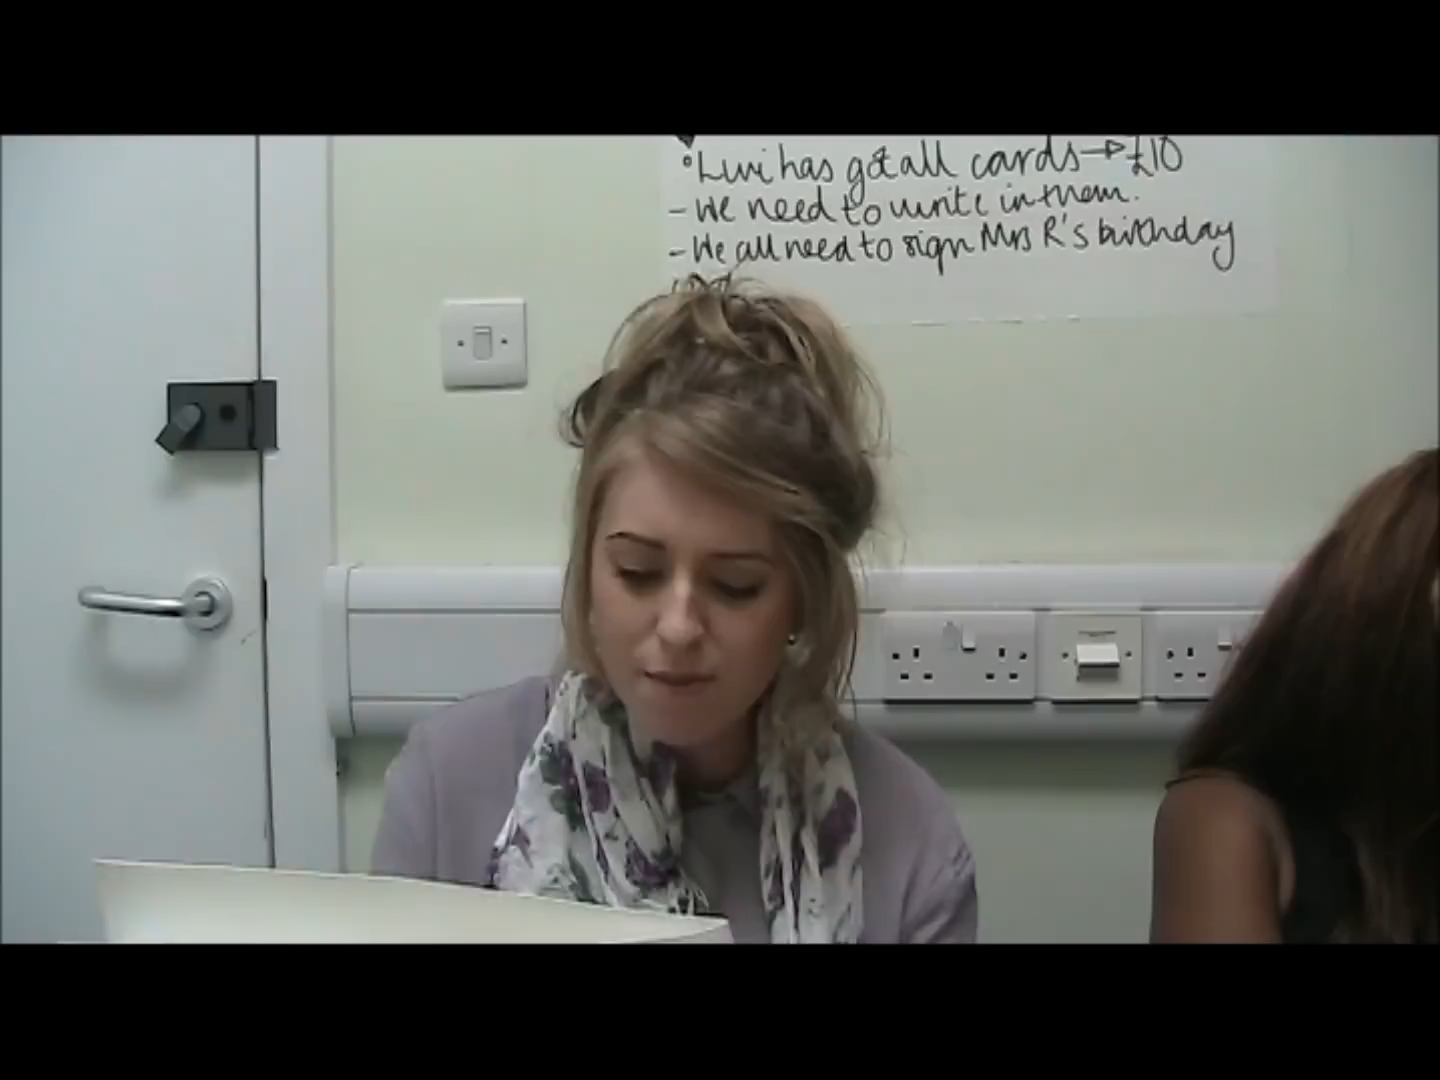 • Livi has got all cards → £10
- We need to write in them.
- We all need to sign Mrs R's birthday